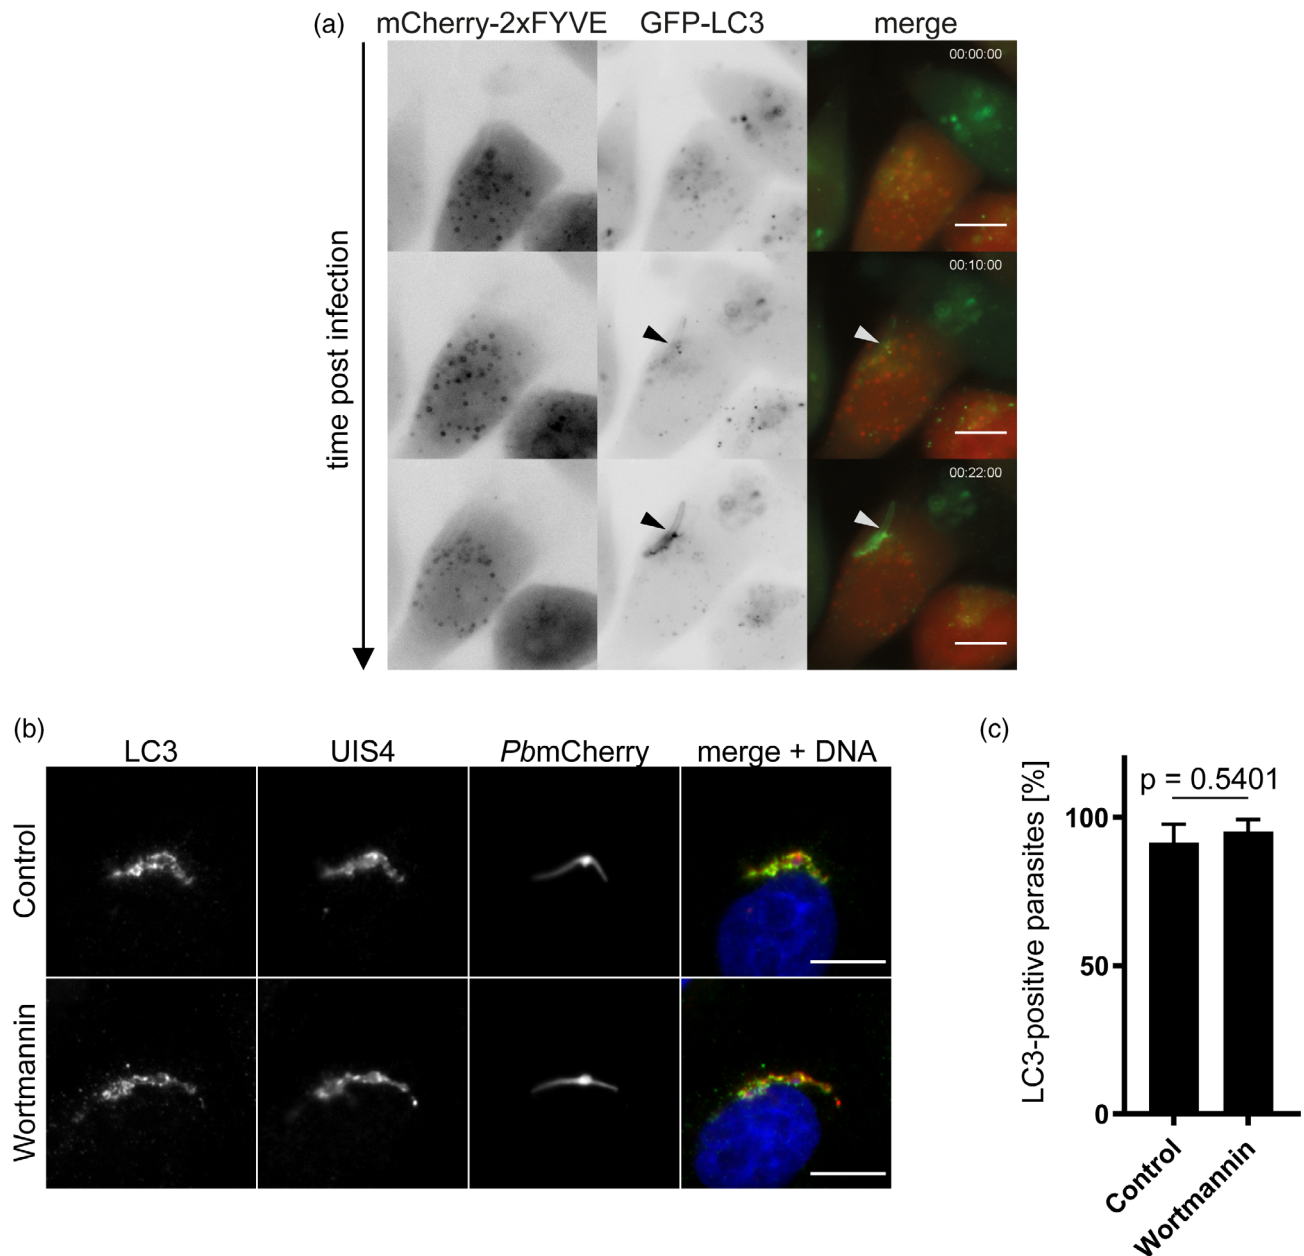 (a)
mCherry-2xFYVE GFP-LC3 merge
00:00:00
00:10:00
00:22:00
time post infection
(b)
LC3 UIS4 PbmCherry merge + DNA
Control
Wortmannin
(c)
p = 0.5401
LC3-positive parasites [%]
100
50
0
Control
Wortmannin